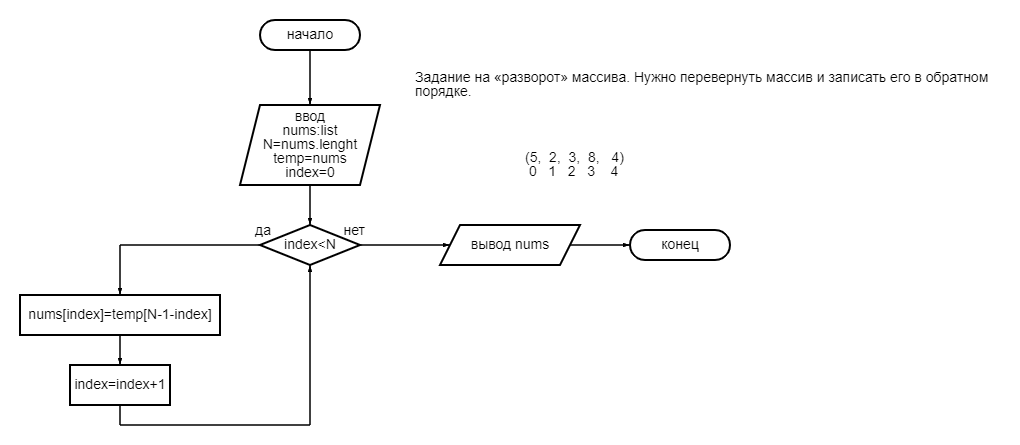 начало
Задание на «разворот» массива. Нужно перевернуть массив и записать его в обратном
порядке.
ввод
nums:list
N=nums.lenght
temp=nums
index=0
(5, 2, 3, 8, 4)
0 1 2 3 4
да
нет
index<N
вывод nums
конец
nums[index]=temp[N-1-index]
index=index+1